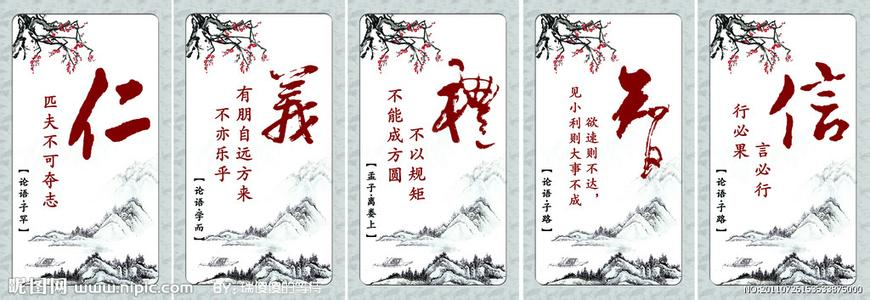 仁
匹夫不可夺志
【论语·子罕】
義
有朋自远方来
不亦乐乎
【论语·学而】
禮
不以规矩
不能成方圆
【孟子·离娄上】
智
欲速则不达，
见小利则大事不成
【论语·子路】
信
言必行
行必果
【论语·子路】
昵图网 www.nipic.com